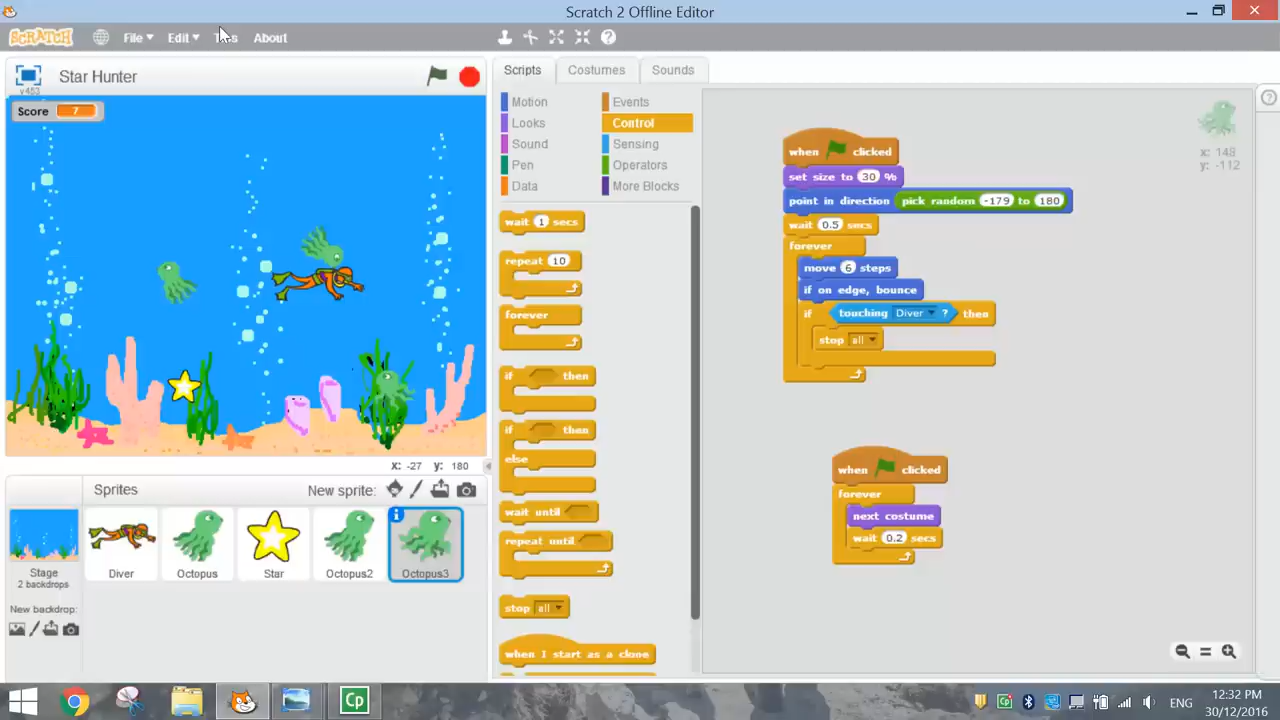 Scratch 2 Offline Editor
SCRATCH File Edit About
Star Hunter
v453
Score 7
x: -27 y: 180
Sprites New sprite:
Stage
2 backdrops
New backdrop:
Diver Octopus Star Octopus2 Octopus3
Scripts Costumes Sounds
Motion Events
Looks Control
Sound Sensing
Pen Operators
Data More Blocks
wait 1 secs
repeat 10
forever
if then
if then
else
wait until
repeat until
stop all
when I start as a clone
when clicked
set size to 30 %
point in direction pick random -179 to 180
wait 0.5 secs
forever
move 6 steps
if on edge, bounce
if touching Diver ? then
stop all
when clicked
forever
next costume
wait 0.2 secs
x: 148
y: -112
Cp
Cp
ENG
12:32 PM
30/12/2016